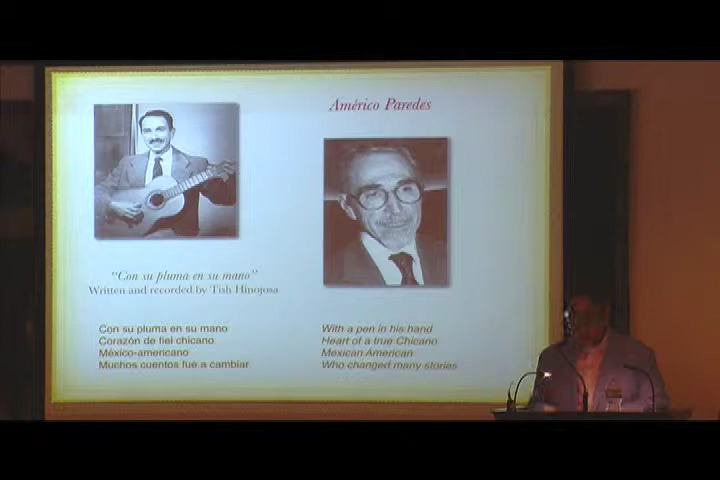 Américo Paredes
“Con su pluma en su mano”
Written and recorded by Tish Hinojosa
Con su pluma en su mano
Corazón de fiel chicano
México-americano
Muchos cuentos fue a cambiar
With a pen in his hand
Heart of a true Chicano
Mexican American
Who changed many stories